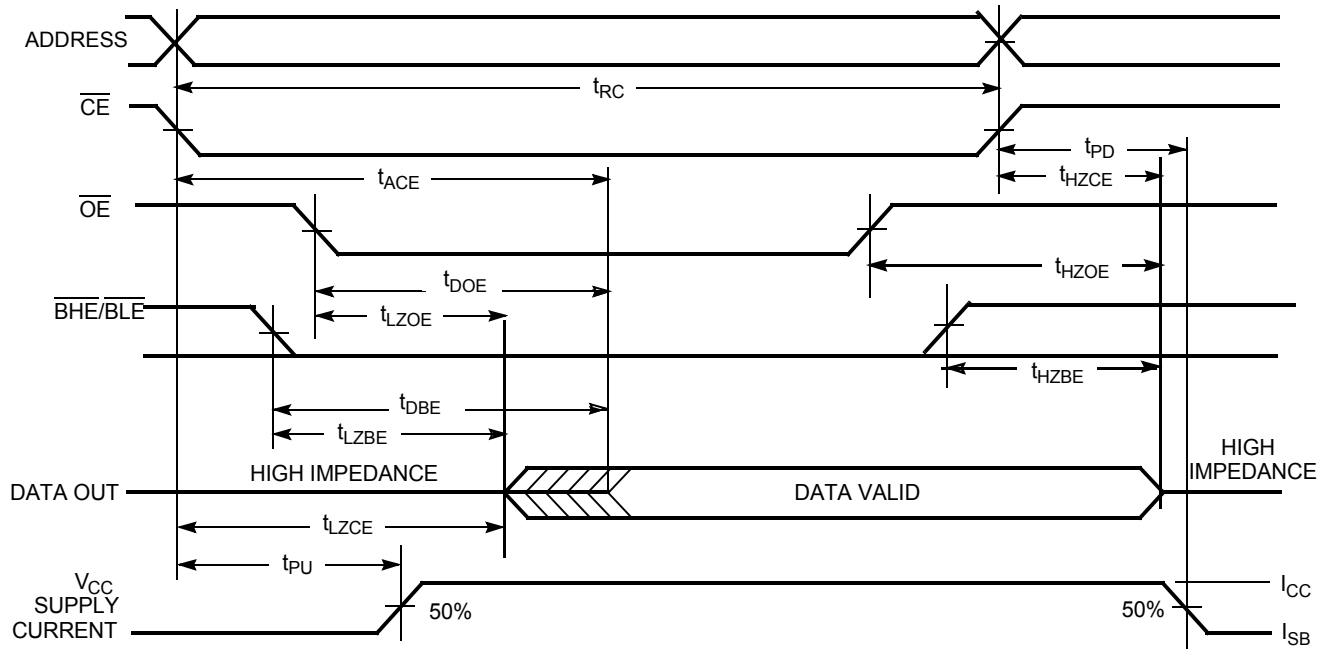 ADDRESS
tRC
CE
tPD
tACE
tHZCE
OE
tHZOE
tDOE
BHE/BLE
tLZOE
tHZBE
tDBE
tLZBE
HIGH IMPEDANCE
HIGH
IMPEDANCE
DATA OUT
DATA VALID
tLZCE
tPU
VCC
SUPPLY
CURRENT
50%
50%
ICC
ISB